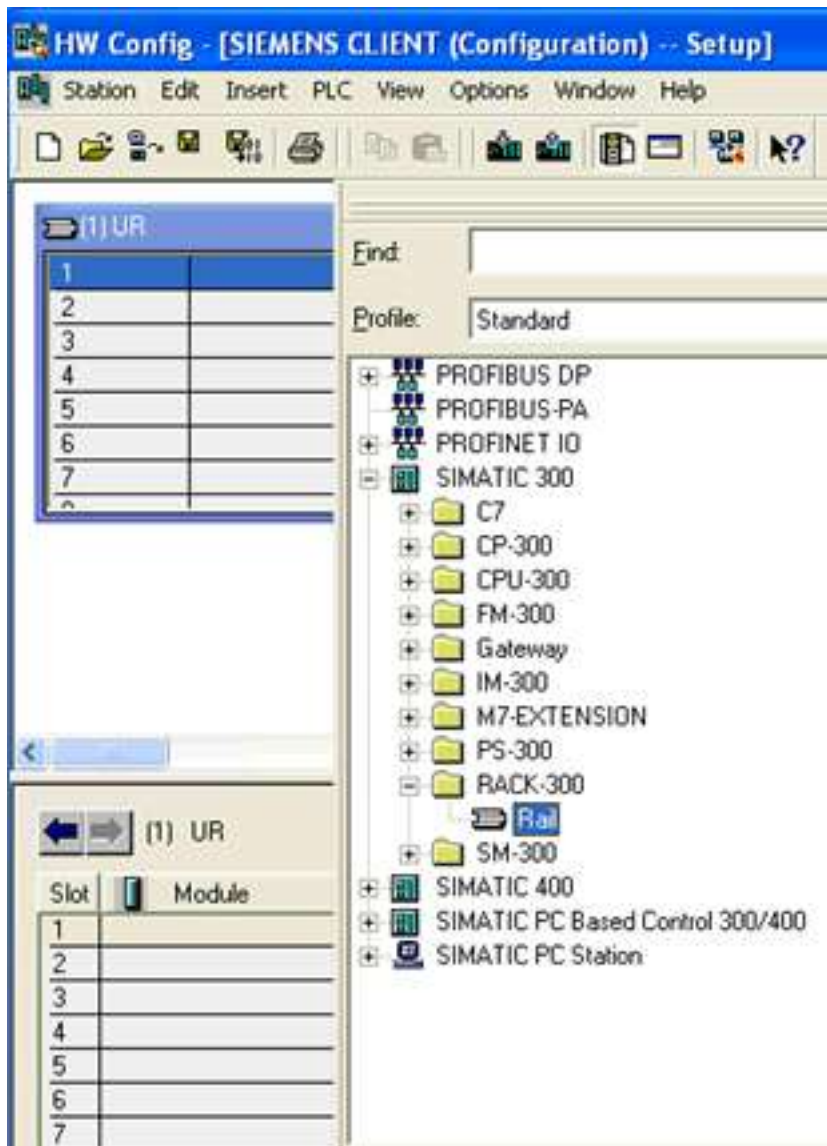 HW Config - [SIEMENS CLIENT (Configuration) -- Setup]
Station Edit Insert PLC View Options Window Help
(1) UR
1
2
3
4
5
6
7
Find:
Profile: Standard
PROFIBUS DP
PROFIBUS-PA
PROFINET IO
SIMATIC 300
C7
CP-300
CPU-300
FM-300
Gateway
IM-300
M7-EXTENSION
PS-300
RACK-300
Rail
SM-300
SIMATIC 400
SIMATIC PC Based Control 300/400
SIMATIC PC Station
(1) UR
Slot Module
1
2
3
4
5
6
7